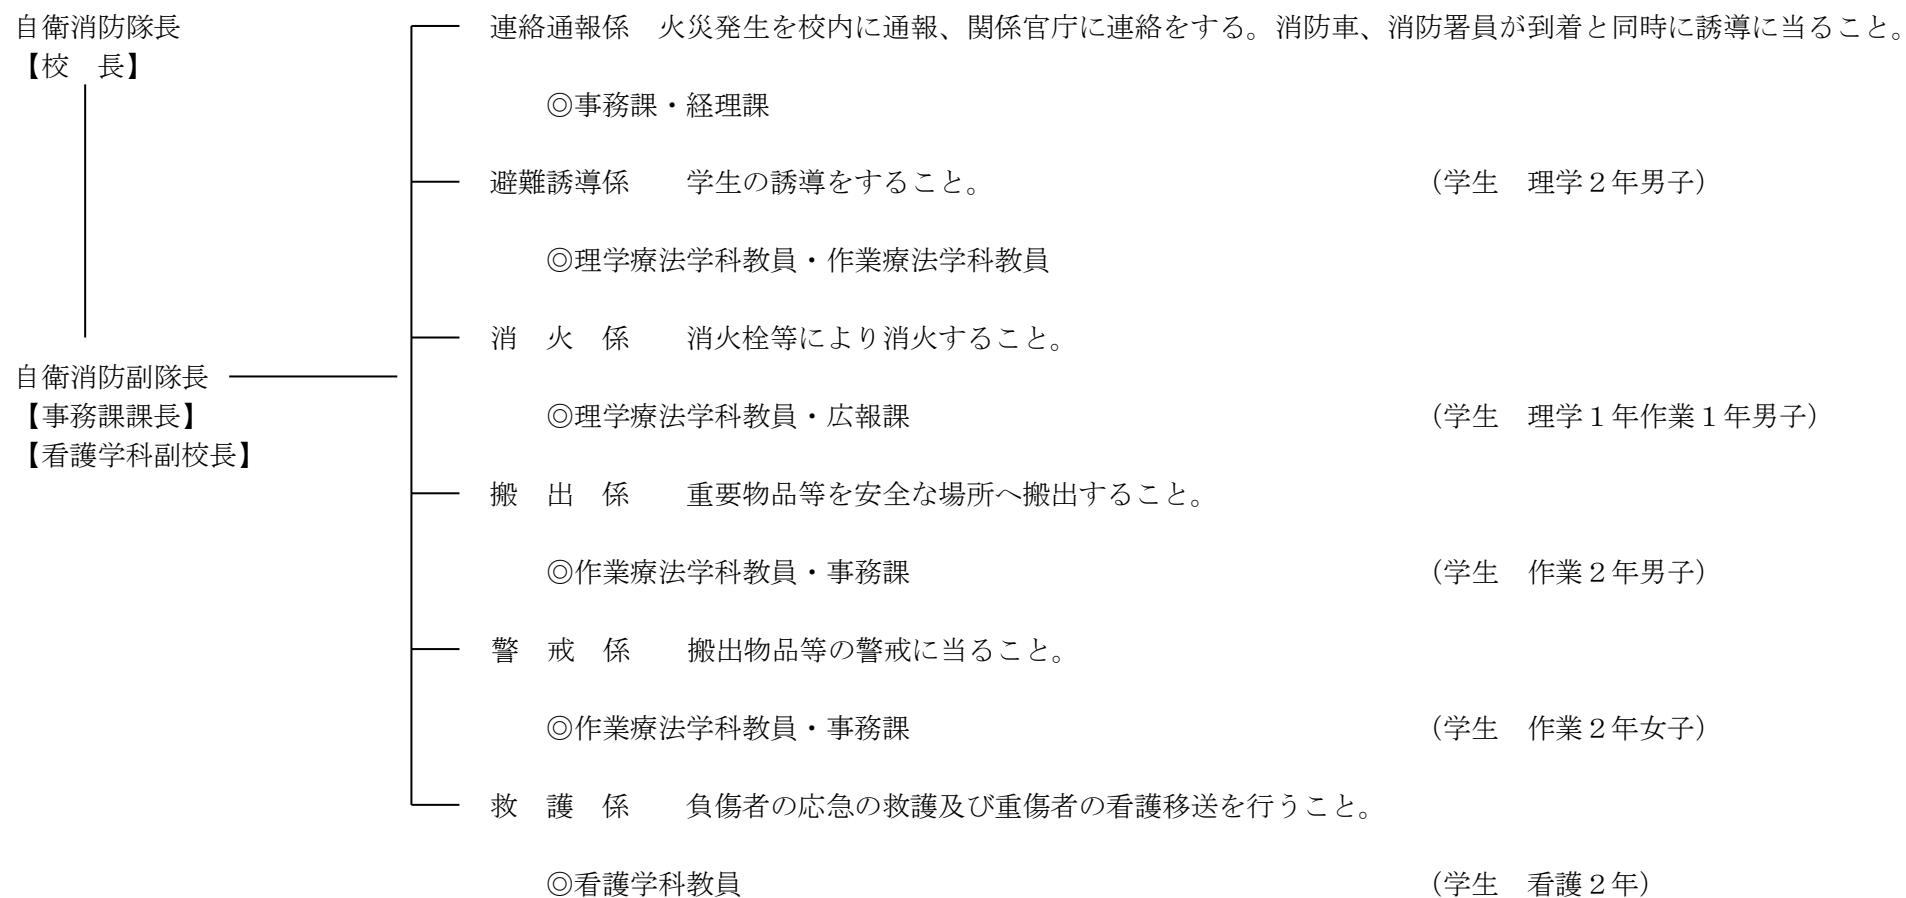 自衛消防隊長
【校　長】
自衛消防副隊長
【事務課課長】
【看護学科副校長】
連絡通報係　火災発生を校内に通報、関係官庁に連絡をする。消防車、消防署員が到着と同時に誘導に当ること。
◎事務課・経理課
避難誘導係　　学生の誘導をすること。　（学生　理学２年男子）
◎理学療法学科教員・作業療法学科教員
消　火　係　　消火栓等により消火すること。
◎理学療法学科教員・広報課　（学生　理学１年作業１年男子）
搬　出　係　　重要物品等を安全な場所へ搬出すること。
◎作業療法学科教員・事務課　（学生　作業２年男子）
警　戒　係　　搬出物品等の警戒に当ること。
◎作業療法学科教員・事務課　（学生　作業２年女子）
救　護　係　　負傷者の応急の救護及び重傷者の看護移送を行うこと。
◎看護学科教員　（学生　看護２年）